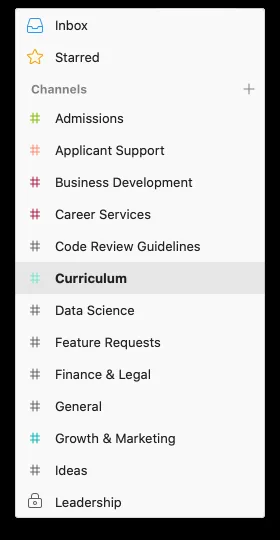 Inbox
Starred
Channels +
# Admissions
# Applicant Support
# Business Development
# Career Services
# Code Review Guidelines
# Curriculum
# Data Science
# Feature Requests
# Finance & Legal
# General
# Growth & Marketing
# Ideas
Leadership